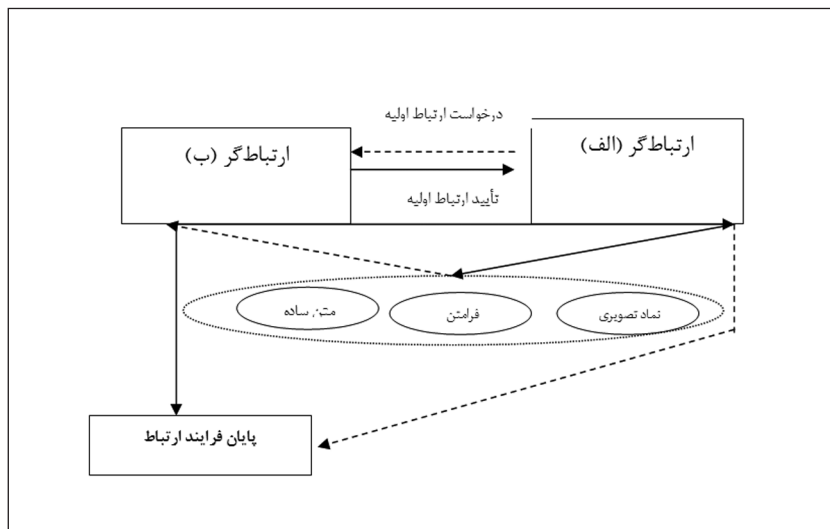 درخواست ارتباط اولیه
ارتباط‌گر (الف)
ارتباط‌گر (ب)
تأیید ارتباط اولیه
نماد تصویری
فرامتن
متن ساده
پایان فرایند ارتباط